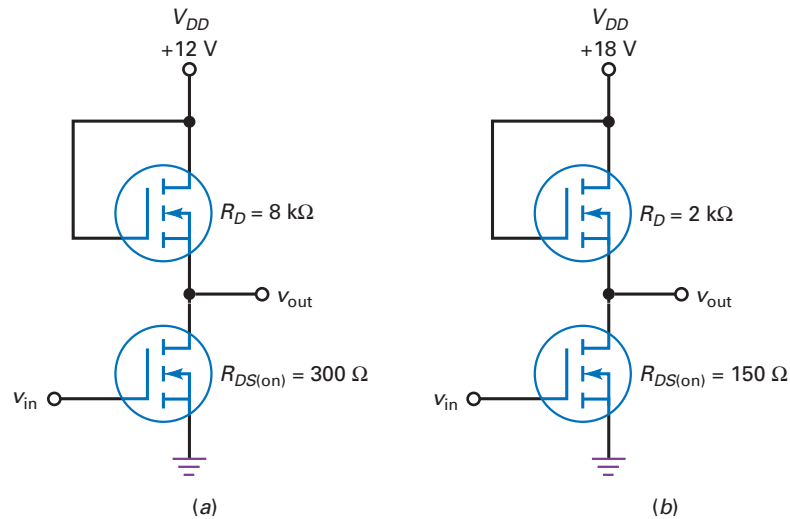 V_DD
+12 V
R_D = 8 kΩ
v_out
R_DS(on) = 300 Ω
v_in
(a)
V_DD
+18 V
R_D = 2 kΩ
v_out
R_DS(on) = 150 Ω
v_in
(b)